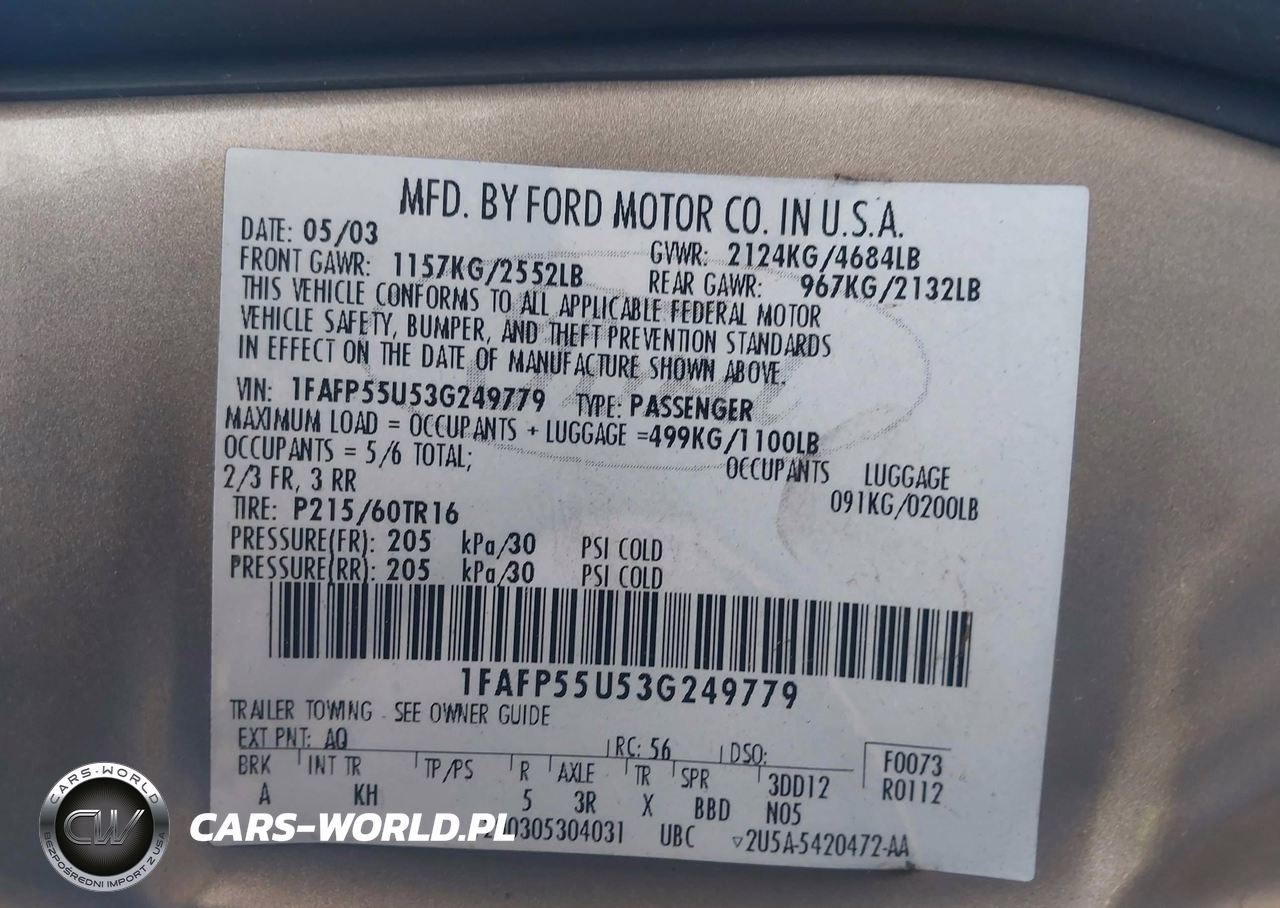 MFD. BY FORD MOTOR CO. IN U.S.A.
DATE: 05/03 GVWR: 2124KG/4684LB
FRONT GAWR: 1157KG/2552LB REAR GAWR: 967KG/2132LB
THIS VEHICLE CONFORMS TO ALL APPLICABLE FEDERAL MOTOR
VEHICLE SAFETY, BUMPER, AND THEFT PREVENTION STANDARDS
IN EFFECT ON THE DATE OF MANUFACTURE SHOWN ABOVE.
VIN: 1FAFP55U53G249779 TYPE: PASSENGER
MAXIMUM LOAD = OCCUPANTS + LUGGAGE =499KG/1100LB
OCCUPANTS = 5/6 TOTAL; OCCUPANTS LUGGAGE
2/3 FR, 3 RR 091KG/0200LB
TIRE: P215/60TR16
PRESSURE(FR): 205 kPa/30 PSI COLD
PRESSURE(RR): 205 kPa/30 PSI COLD
1FAFP55U53G249779
TRAILER TOWING - SEE OWNER GUIDE
EXT PNT: AQ RC: 56 DSO: F0073
BRK INT TR TP/PS R AXLE TR SPR 3DD12 R0112
A KH 5 3R X BBD N05
0305304031 UBC ▽2U5A-5420472-AA
CARS-WORLD
CW
BEZPOŚREDNI IMPORT Z USA
CARS-WORLD.PL